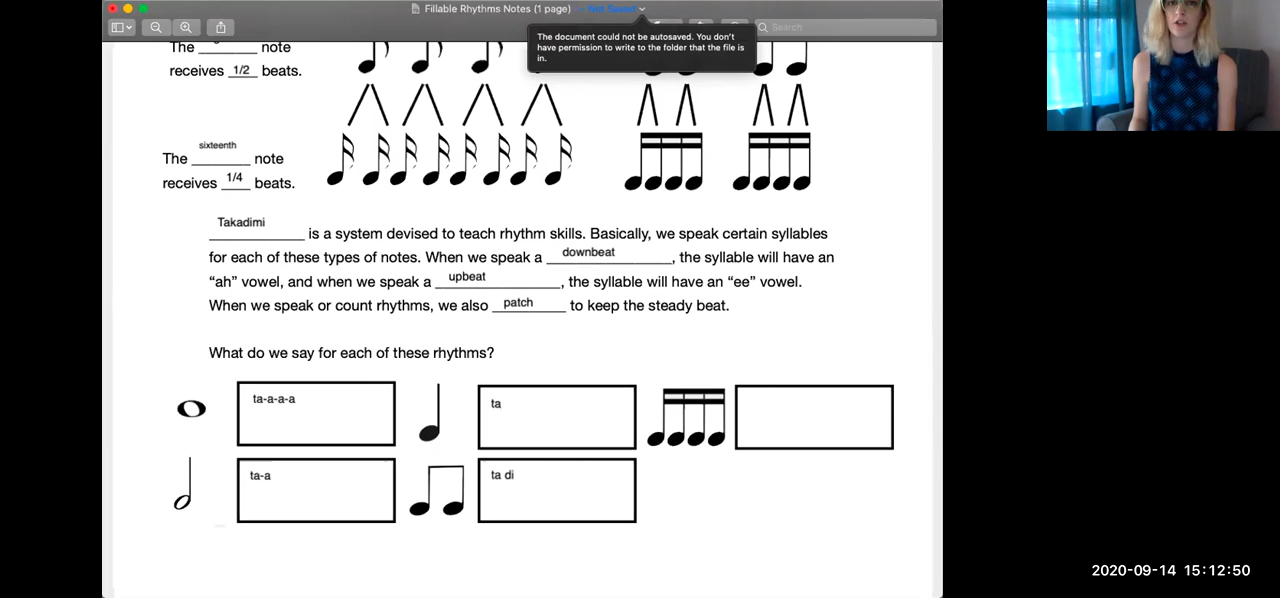 Fillable Rhythms Notes (1 page) – Not Saved
Search
The document could not be autosaved. You don't
have permission to write to the folder that the file is
in.
The ______ note
receives 1/2 beats.
sixteenth
The ______ note
receives 1/4 beats.
Takadimi
____________ is a system devised to teach rhythm skills. Basically, we speak certain syllables
for each of these types of notes. When we speak a downbeat, the syllable will have an
“ah” vowel, and when we speak a upbeat, the syllable will have an “ee” vowel.
When we speak or count rhythms, we also patch to keep the steady beat.
What do we say for each of these rhythms?
ta-a-a-a
ta
ta-a
ta di
2020-09-14 15:12:50